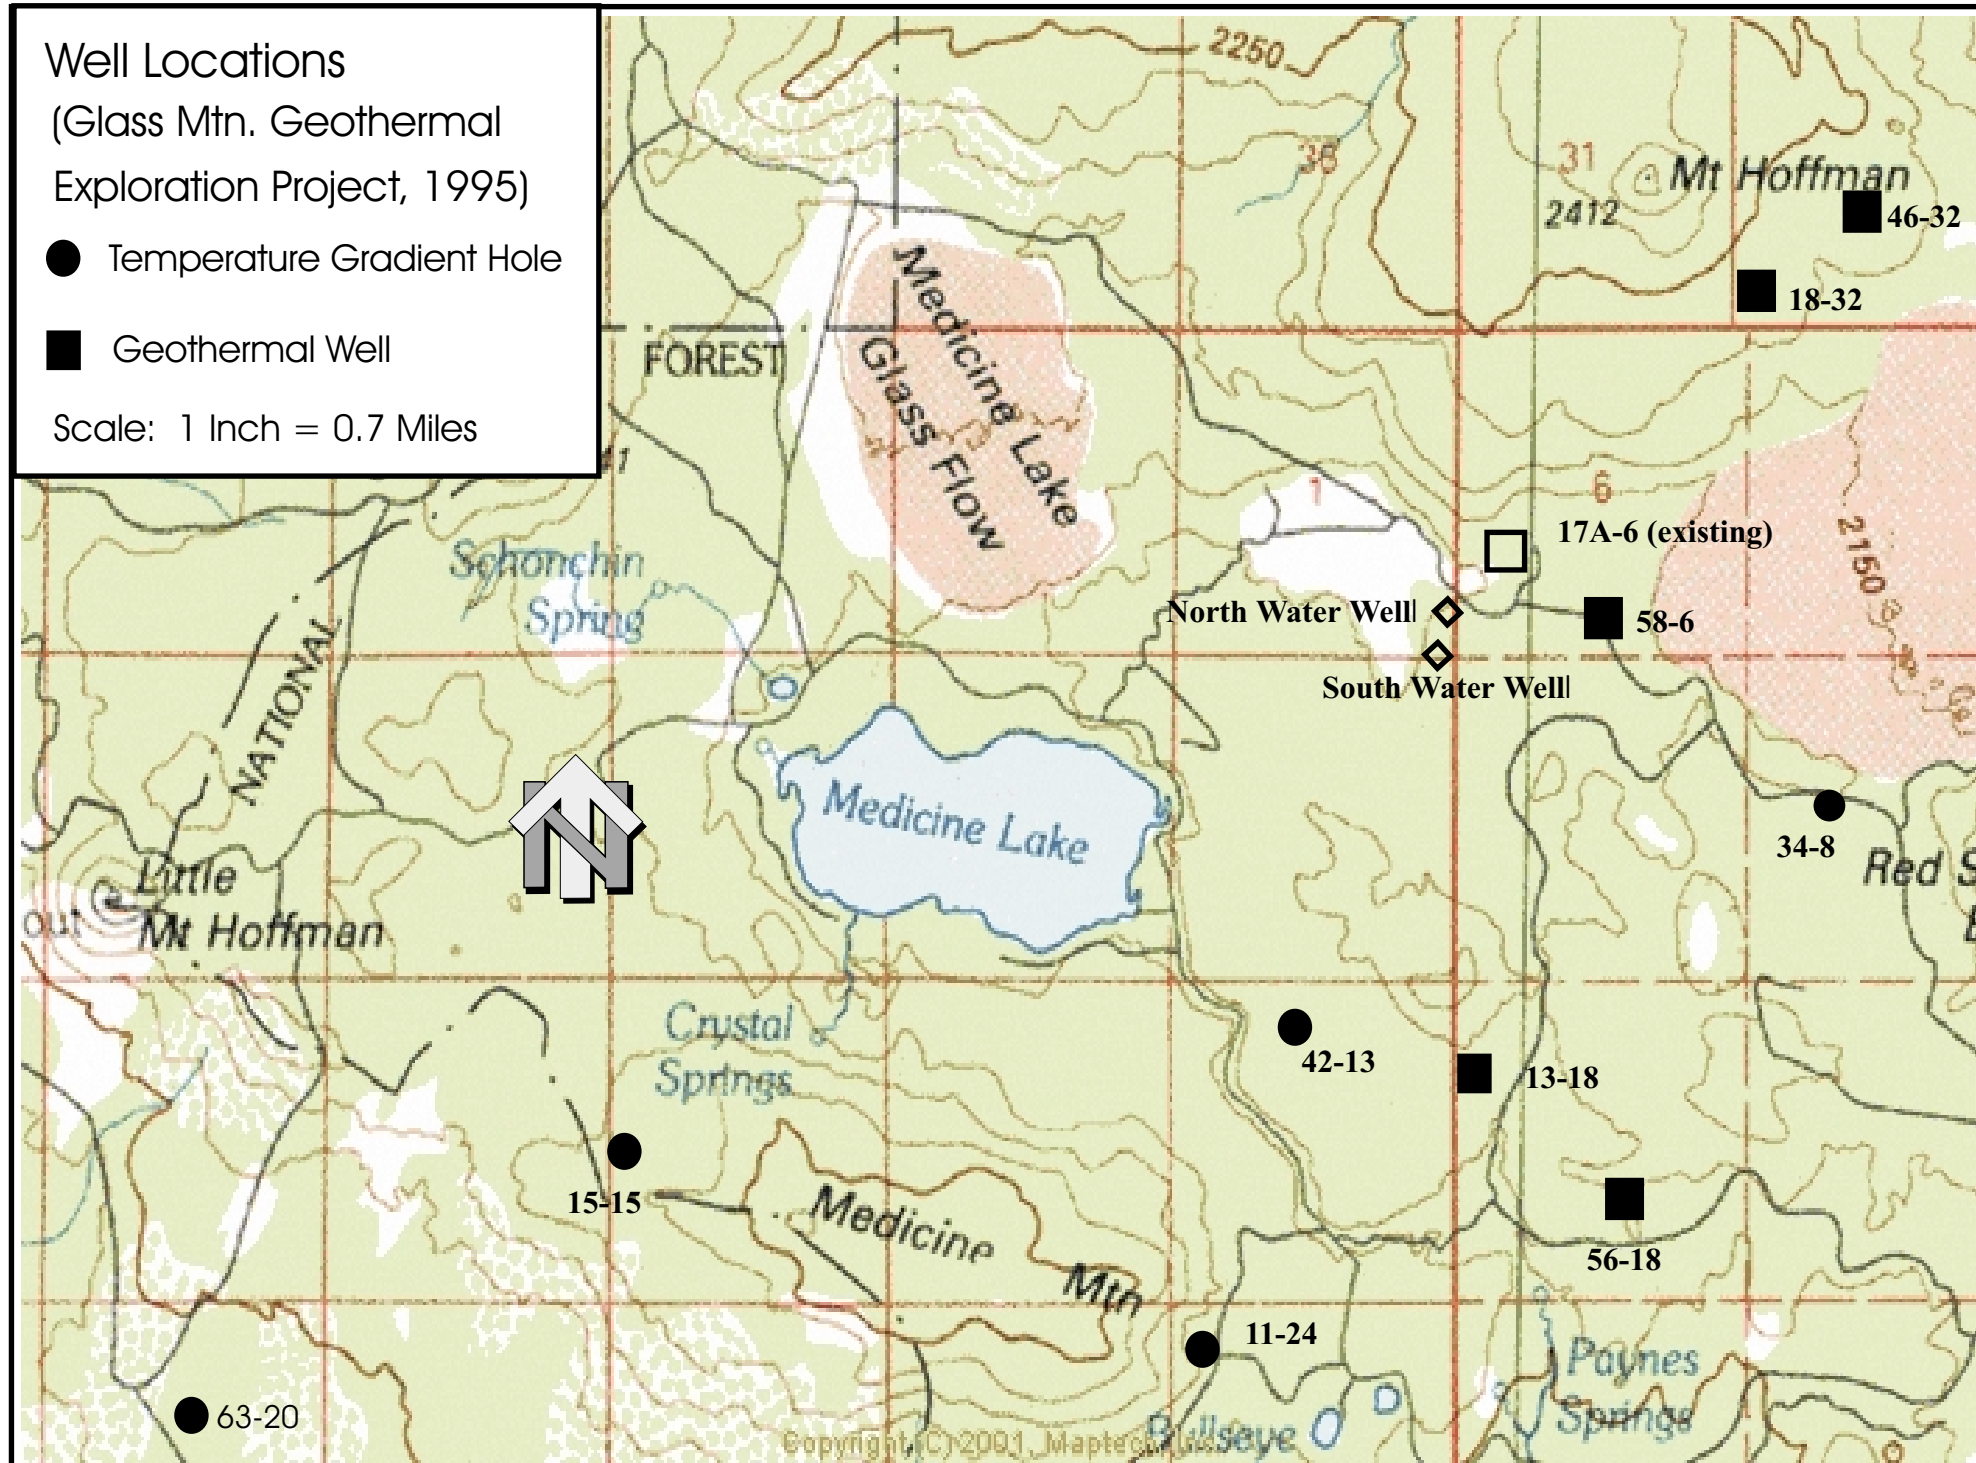 Well Locations
(Glass Mtn. Geothermal
Exploration Project, 1995)
Temperature Gradient Hole
Geothermal Well
Scale: 1 Inch = 0.7 Miles
2250
36
31
Mt Hoffman
2412
46-32
18-32
FOREST
Medicine Lake
Glass Flow
1
6
17A-6 (existing)
2150
Schonchin
Spring
North Water Well
58-6
South Water Well
NATIONAL
Medicine Lake
34-8
Red S
Little
Mt Hoffman
out
N
Crystal
Springs
42-13
13-18
15-15
Medicine
Mtn
56-18
11-24
Paynes
Springs
63-20
Bullseye
Copyright (C) 2001, Maptech